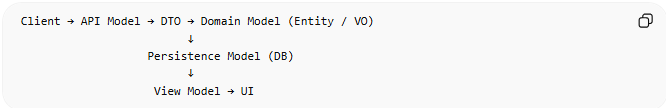 Client → API Model → DTO → Domain Model (Entity / VO)
↓
Persistence Model (DB)
↓
View Model → UI